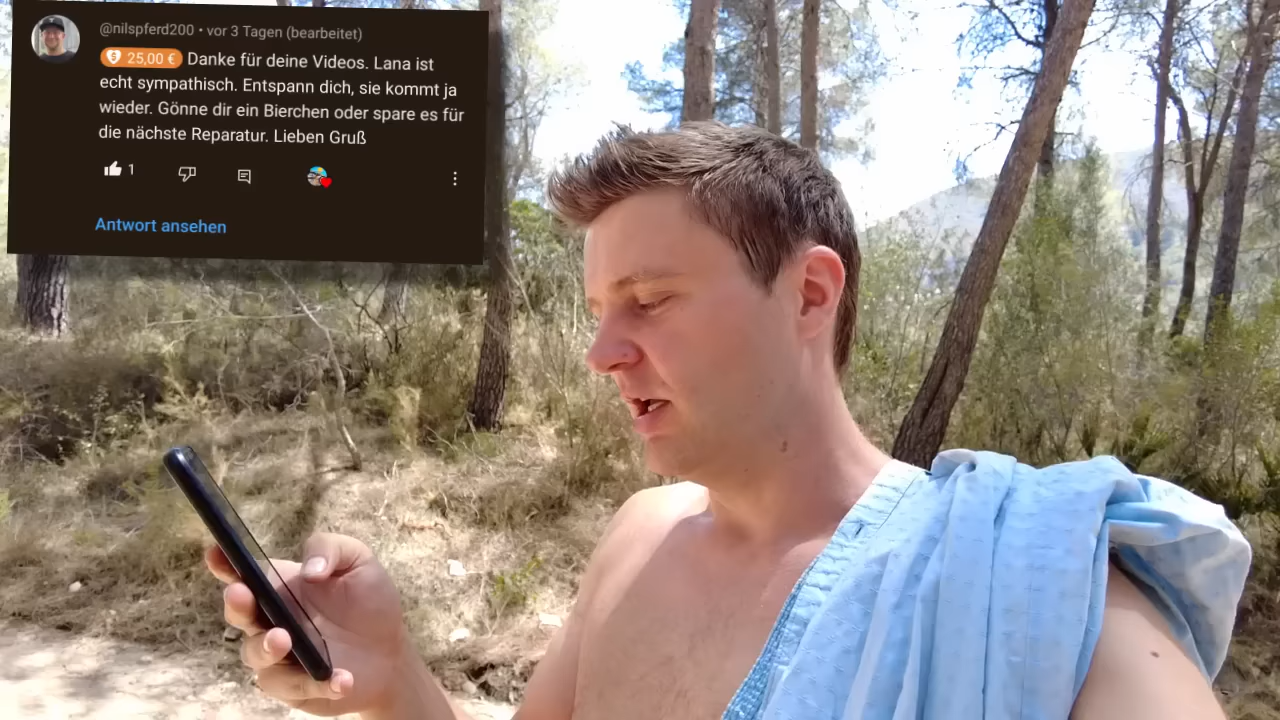 @nilspferd200 • vor 3 Tagen (bearbeitet)
25,00 € Danke für deine Videos. Lana ist
echt sympathisch. Entspann dich, sie kommt ja
wieder. Gönne dir ein Bierchen oder spare es für
die nächste Reparatur. Lieben Gruß
1
Antwort ansehen